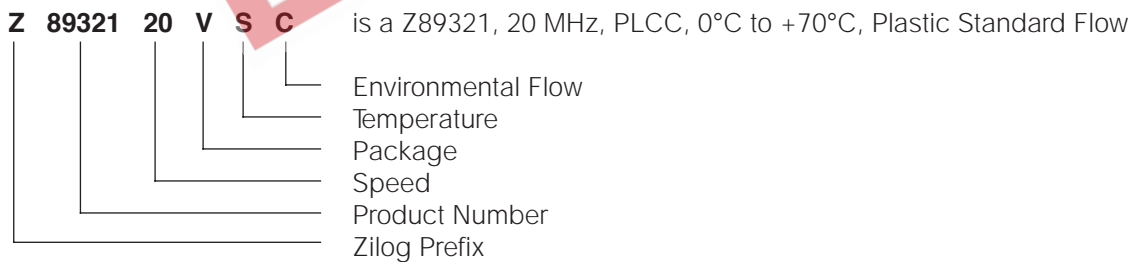 Z 89321 20 V S C is a Z89321, 20 MHz, PLCC, 0°C to +70°C, Plastic Standard Flow
Environmental Flow
Temperature
Package
Speed
Product Number
Zilog Prefix